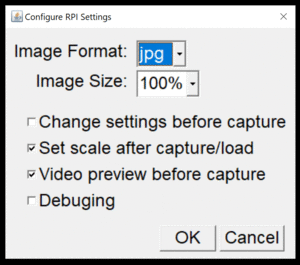 Configure RPI Settings
Image Format: jpg
Image Size: 100%
Change settings before capture
Set scale after capture/load
Video preview before capture
Debuging
OK Cancel